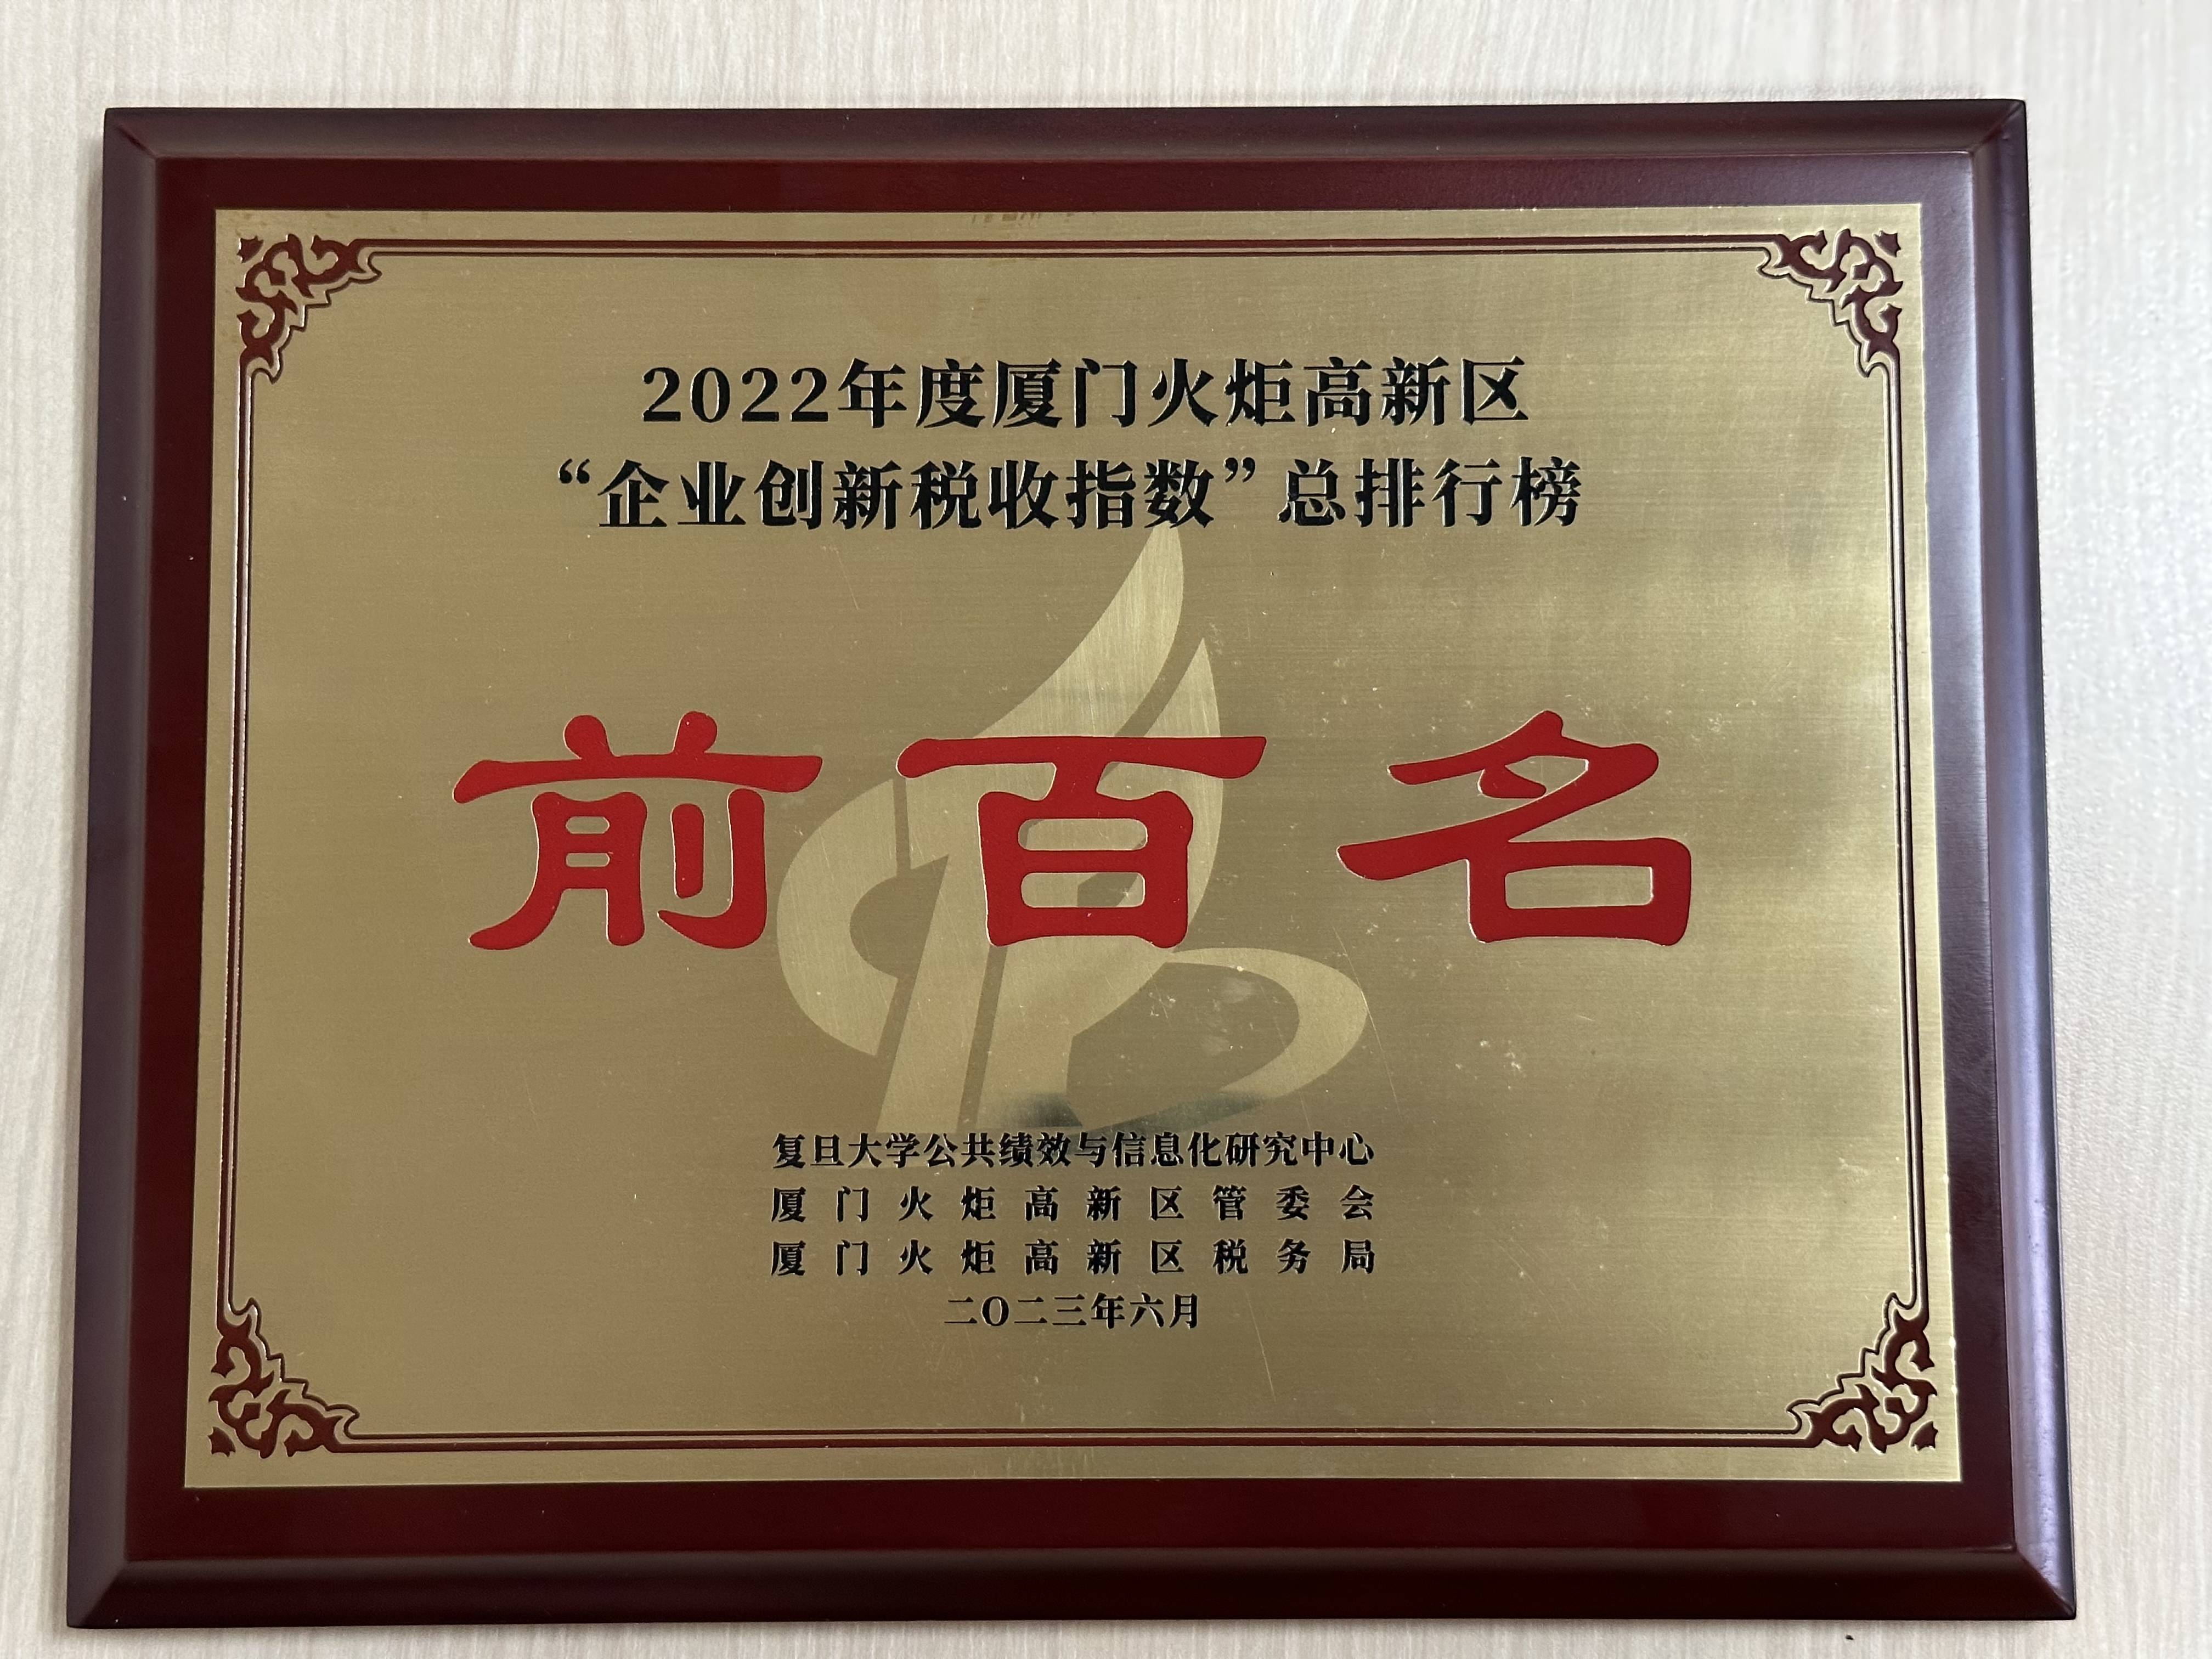 2022年度厦门火炬高新区
“企业创新税收指数”总排行榜
前百名
复旦大学公共绩效与信息化研究中心
厦门火炬高新区管委会
厦门火炬高新区税务局
二〇二三年六月